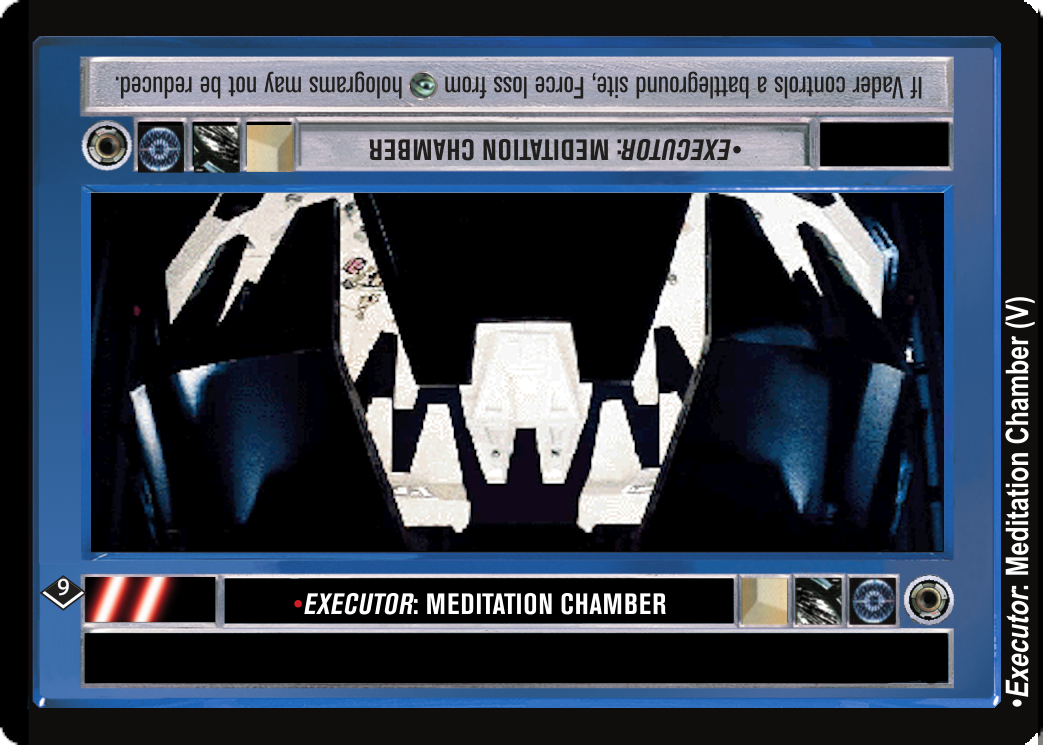 If Vader controls a battleground site, Force loss from holograms may not be reduced.
•EXECUTOR: MEDITATION CHAMBER
9
•EXECUTOR: MEDITATION CHAMBER
•Executor: Meditation Chamber (V)